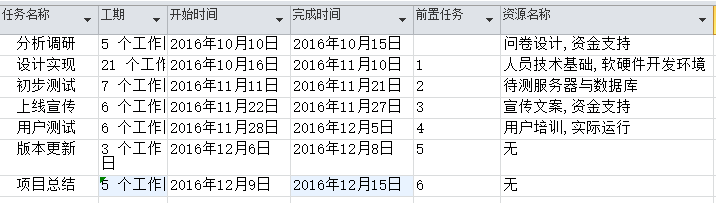 任务名称 工期 开始时间 完成时间 前置任务 资源名称
分析调研 5 个工作 2016年10月10日 2016年10月15日 问卷设计,资金支持
设计实现 21 个工作 2016年10月16日 2016年11月10日 1 人员技术基础,软硬件开发环境
初步测试 7 个工作 2016年11月11日 2016年11月21日 2 待测服务器与数据库
上线宣传 6 个工作 2016年11月22日 2016年11月27日 3 宣传文案,资金支持
用户测试 6 个工作 2016年11月28日 2016年12月5日 4 用户培训,实际运行
版本更新 3 个工作 2016年12月6日 2016年12月8日 5 无
日
项目总结 5 个工作 2016年12月9日 2016年12月15日 6 无